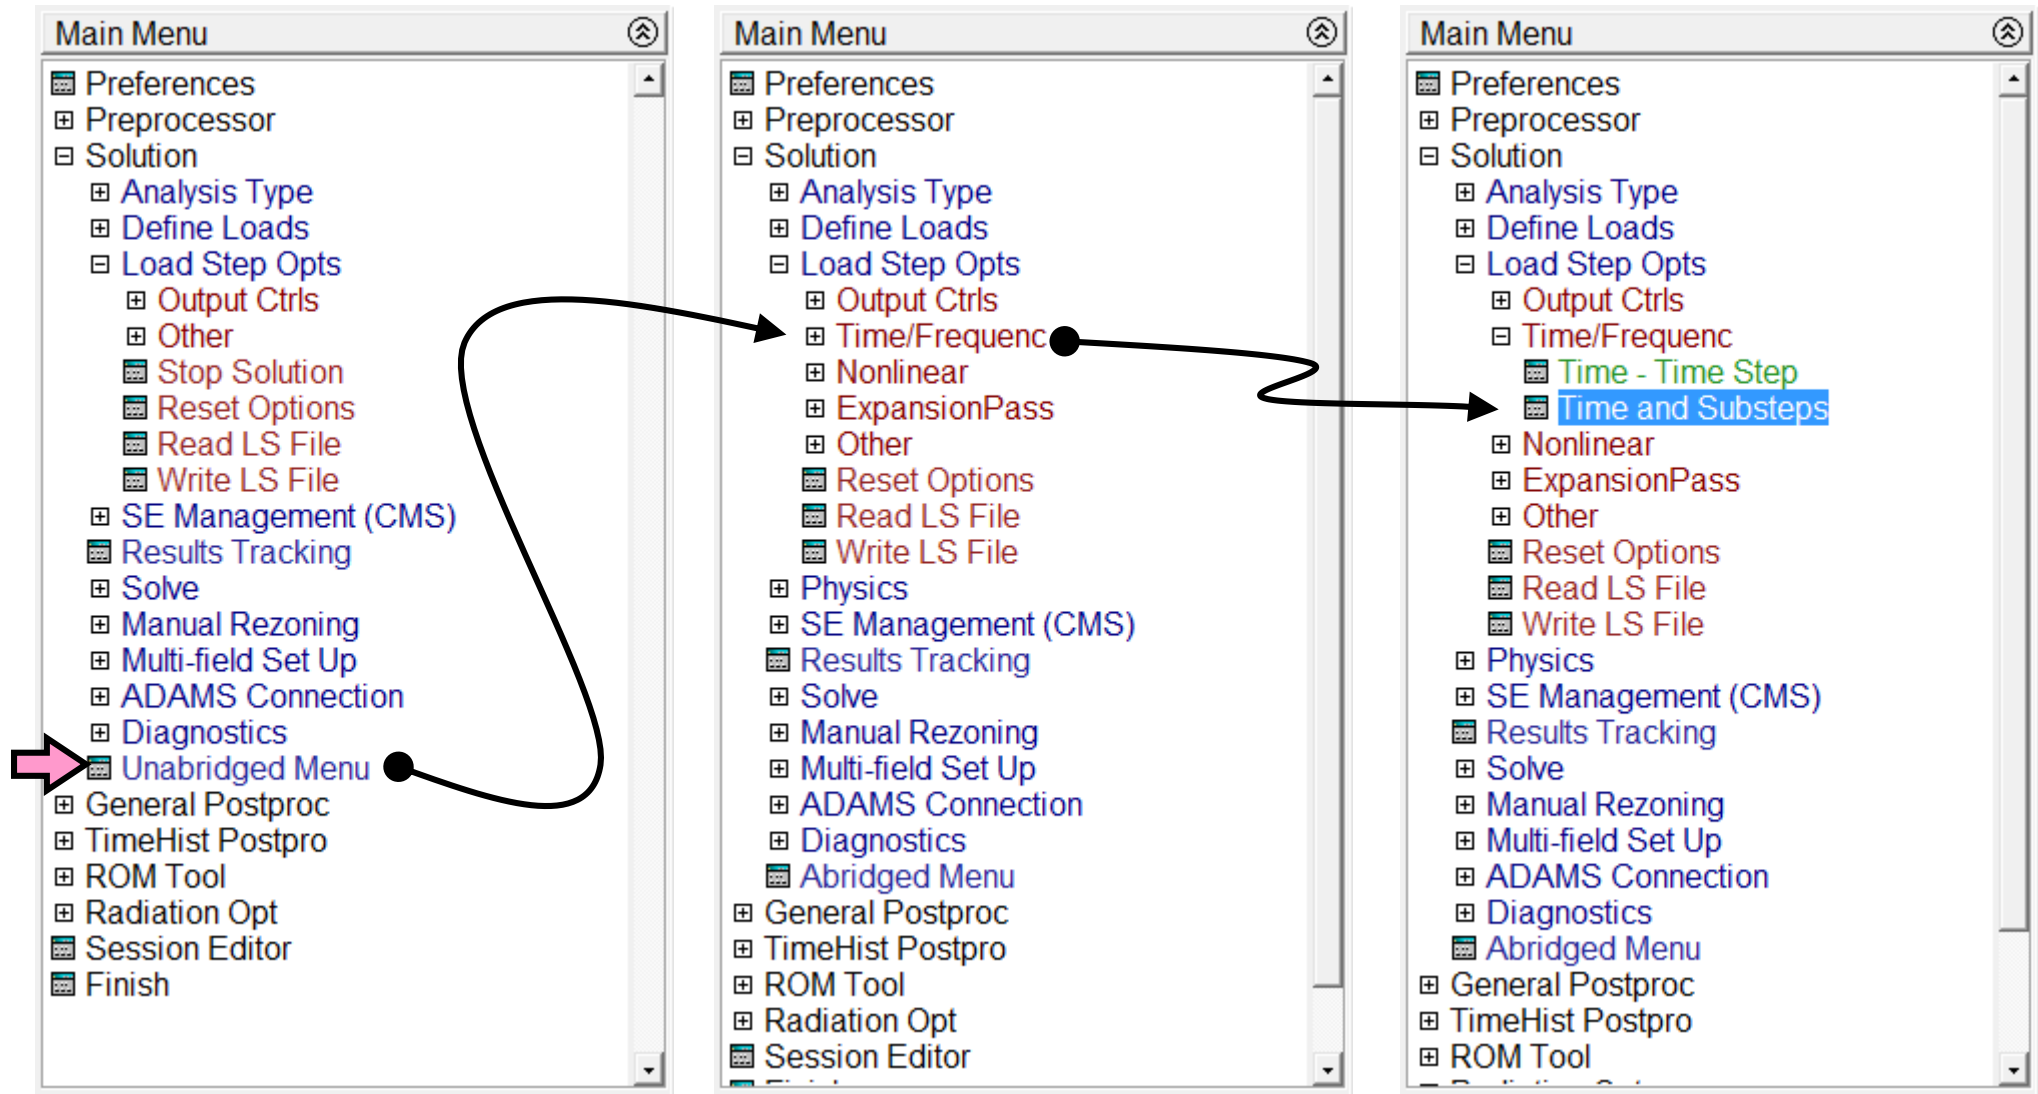 Main Menu
Preferences
Preprocessor
Solution
Analysis Type
Define Loads
Load Step Opts
Output Ctrls
Other
Stop Solution
Reset Options
Read LS File
Write LS File
SE Management (CMS)
Results Tracking
Solve
Manual Rezoning
Multi-field Set Up
ADAMS Connection
Diagnostics
Unabridged Menu
General Postproc
TimeHist Postpro
ROM Tool
Radiation Opt
Session Editor
Finish
Main Menu
Preferences
Preprocessor
Solution
Analysis Type
Define Loads
Load Step Opts
Output Ctrls
Time/Frequenc
Nonlinear
ExpansionPass
Other
Reset Options
Read LS File
Write LS File
Physics
SE Management (CMS)
Results Tracking
Solve
Manual Rezoning
Multi-field Set Up
ADAMS Connection
Diagnostics
Abridged Menu
General Postproc
TimeHist Postpro
ROM Tool
Radiation Opt
Session Editor
Main Menu
Preferences
Preprocessor
Solution
Analysis Type
Define Loads
Load Step Opts
Output Ctrls
Time/Frequenc
Time - Time Step
Time and Substeps
Nonlinear
ExpansionPass
Other
Reset Options
Read LS File
Write LS File
Physics
SE Management (CMS)
Results Tracking
Solve
Manual Rezoning
Multi-field Set Up
ADAMS Connection
Diagnostics
Abridged Menu
General Postproc
TimeHist Postpro
ROM Tool